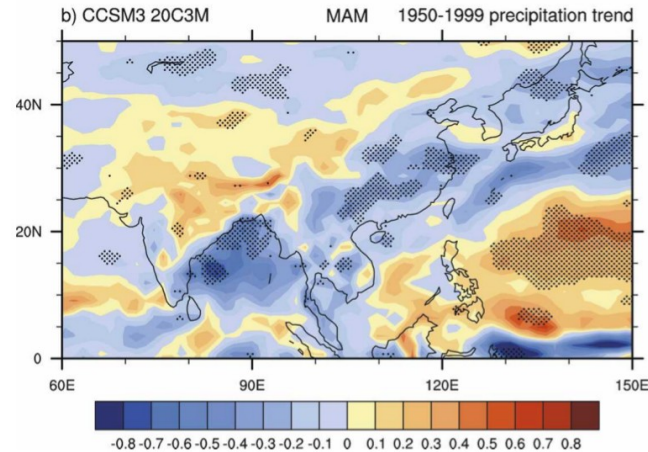 b) CCSM3 20C3M MAM 1950-1999 precipitation trend
40N
20N
0
60E 90E 120E 150E
-0.8 -0.7 -0.6 -0.5 -0.4 -0.3 -0.2 -0.1 0 0.1 0.2 0.3 0.4 0.5 0.6 0.7 0.8